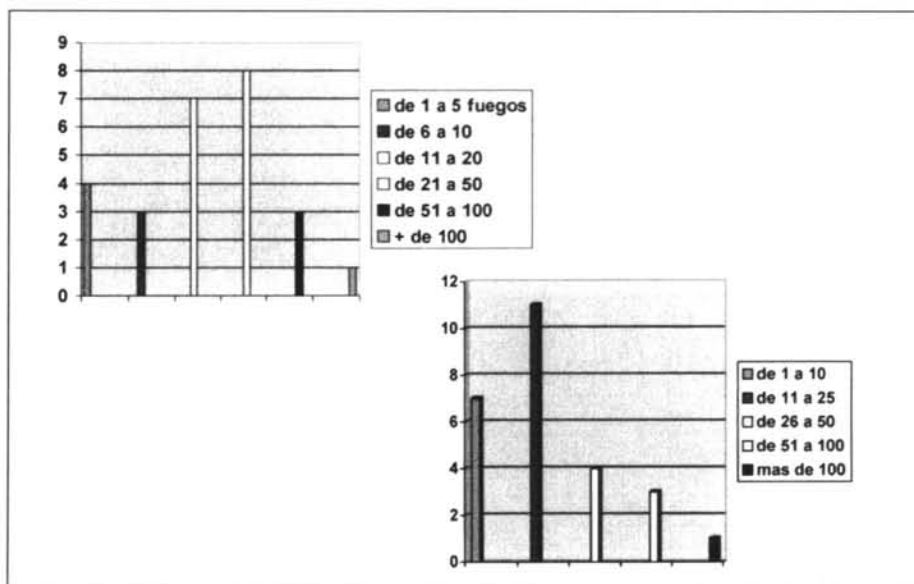 9
8
7
6
5
4
3
2
1
0
de 1 a 5 fuegos
de 6 a 10
de 11 a 20
de 21 a 50
de 51 a 100
+ de 100
12
10
8
6
4
2
0
de 1 a 10
de 11 a 25
de 26 a 50
de 51 a 100
mas de 100